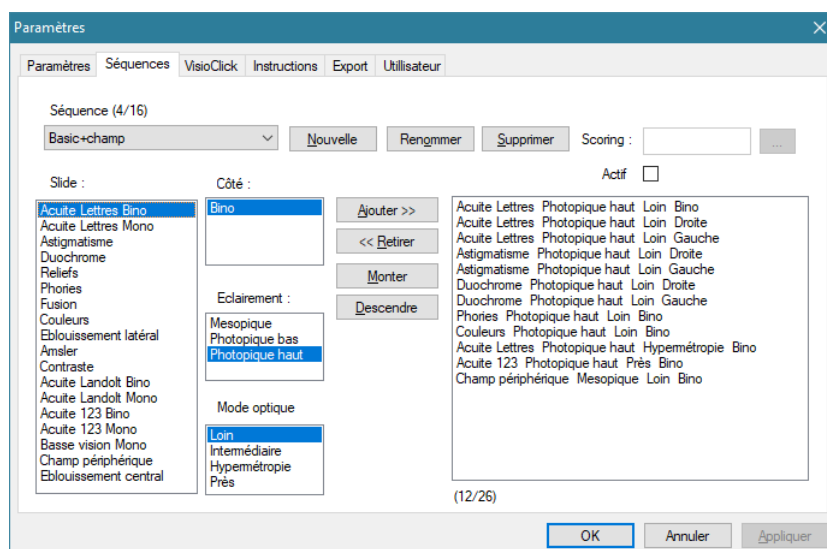 Paramètres
Paramètres Séquences VisioClick Instructions Export Utilisateur
Séquence (4/16)
Basic+champ Nouvelle Renommer Supprimer Scoring : ...
Actif
Slide :
Acuite Lettres Bino
Acuite Lettres Mono
Astigmatisme
Duochrome
Reliefs
Phories
Fusion
Couleurs
Eblouissement latéral
Amsler
Contraste
Acuite Landolt Bino
Acuite Landolt Mono
Acuite 123 Bino
Acuite 123 Mono
Basse vision Mono
Champ périphérique
Eblouissement central
Côté :
Bino
Eclairement :
Mesopique
Photopique bas
Photopique haut
Mode optique
Loin
Intermédiaire
Hypermétropie
Près
Ajouter >>
<< Retirer
Monter
Descendre
Acuite Lettres Photopique haut Loin Bino
Acuite Lettres Photopique haut Loin Droite
Acuite Lettres Photopique haut Loin Gauche
Astigmatisme Photopique haut Loin Droite
Astigmatisme Photopique haut Loin Gauche
Duochrome Photopique haut Loin Droite
Duochrome Photopique haut Loin Gauche
Phories Photopique haut Loin Bino
Couleurs Photopique haut Loin Bino
Acuite Lettres Photopique haut Hypermétropie Bino
Acuite 123 Photopique haut Près Bino
Champ périphérique Mesopique Loin Bino
(12/26)
OK Annuler Appliquer